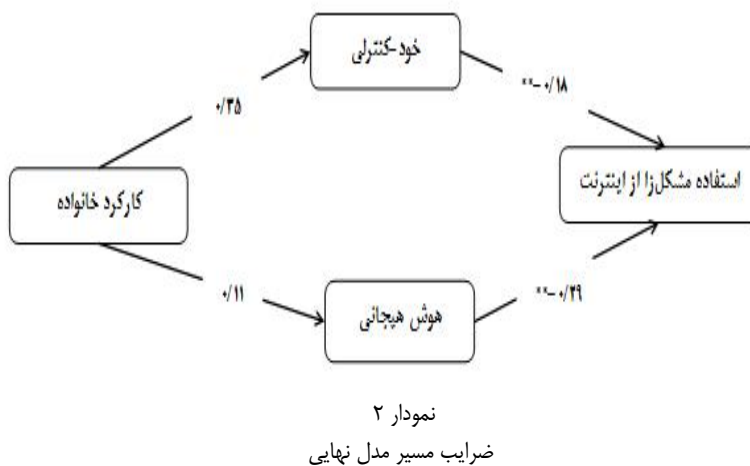 خود-کنترلی
۰/۳۵
**-۰/۱۸
کارکرد خانواده
استفاده مشکل‌زا از اینترنت
۰/۱۱
**-۰/۲۹
هوش هیجانی
نمودار ۲
ضرایب مسیر مدل نهایی